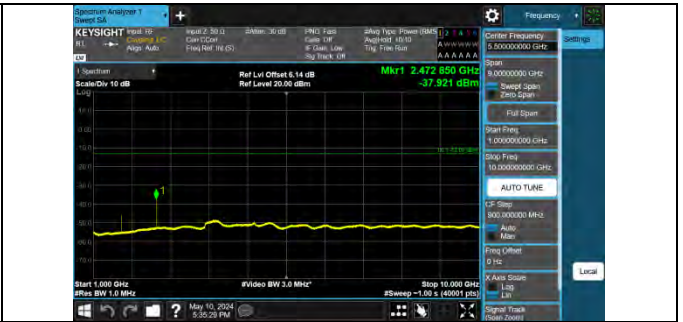 Spectrum Analyzer 1
Swept SA
+
Frequency
KEYSIGHT
Input: RF
Coupling: DC
Align: Auto
Input Z: 50 Ω
Corr CCorr
Freq Ref: Int (S)
#Atten: 30 dB
PNO: Fast
Gate: Off
IF Gain: Low
Sig Track: Off
#Avg Type: Power (RMS)
Trig: Free Run
A W W W W W
A A A A A A
1 Spectrum
Scale/Div 10 dB
Log
Ref Lvl Offset 6.14 dB
Ref Level 20.00 dBm
Mkr1 2.472 850 GHz
-37.921 dBm
1
Start 1.000 GHz
#Res BW 1.0 MHz
#Video BW 3.0 MHz*
Stop 10.000 GHz
#Sweep ~1.00 s (40001 pts)
May 10, 2024
5:35:29 PM
?
Center Frequency
5.500000000 GHz
Settings
Span
9.00000000 GHz
Swept Span
Zero Span
Full Span
Start Freq
1.000000000 GHz
Stop Freq
10.000000000 GHz
AUTO TUNE
CF Step
900.000000 MHz
Auto
Man
Freq Offset
0 Hz
X Axis Scale
Log
Lin
Local
Signal Track
(Span Zoom)